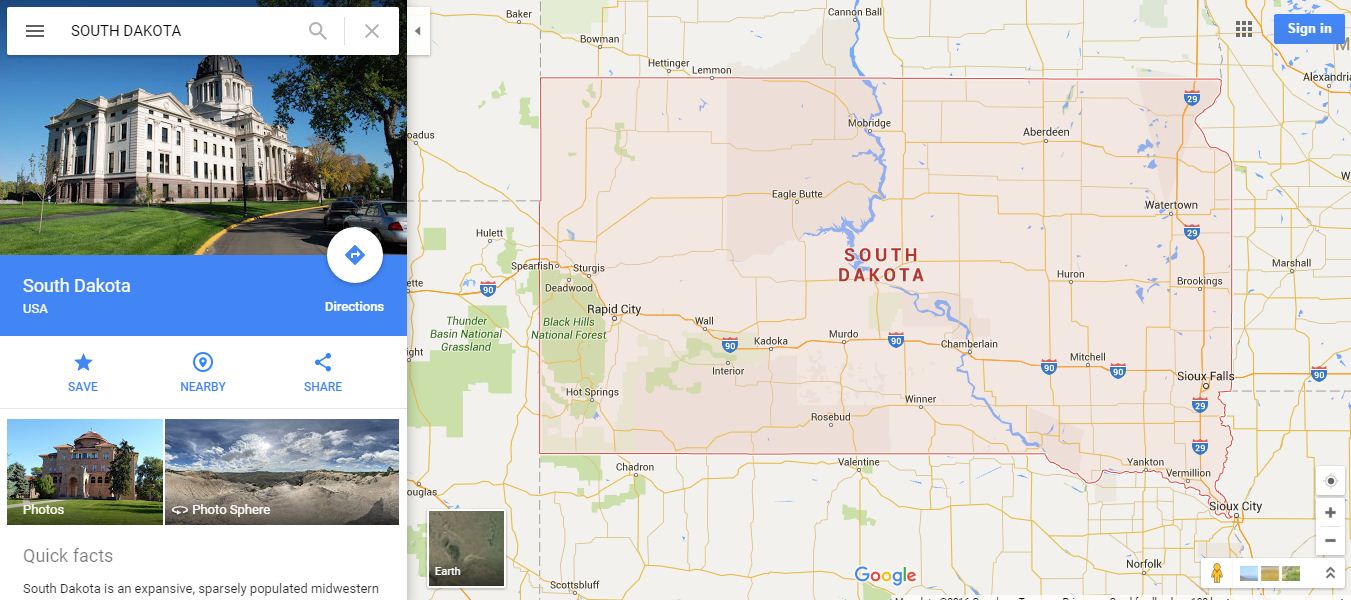 SOUTH DAKOTA
South Dakota
USA
Directions
SAVE
NEARBY
SHARE
Photos
Photo Sphere
Quick facts
South Dakota is an expansive, sparsely populated midwestern
Sign in
Baker
Cannon Ball
Bowman
Hettinger
Lemmon
Alexandri
29
Mobridge
Aberdeen
oadus
Eagle Butte
Watertown
29
Hulett
SOUTH
DAKOTA
Marshall
Spearfish
Sturgis
Huron
Brookings
ette
90
Deadwood
Rapid City
Thunder
Basin National
Grassland
Black Hills
National Forest
Wall
90
Kadoka
Murdo
90
Chamberlain
ight
Interior
Mitchell
90
90
Sioux Falls
90
Hot Springs
Winner
29
Rosebud
29
Chadron
Valentine
Yankton
Vermillion
ouglas
Sioux City
Earth
Norfolk
Google
Scottsbluff